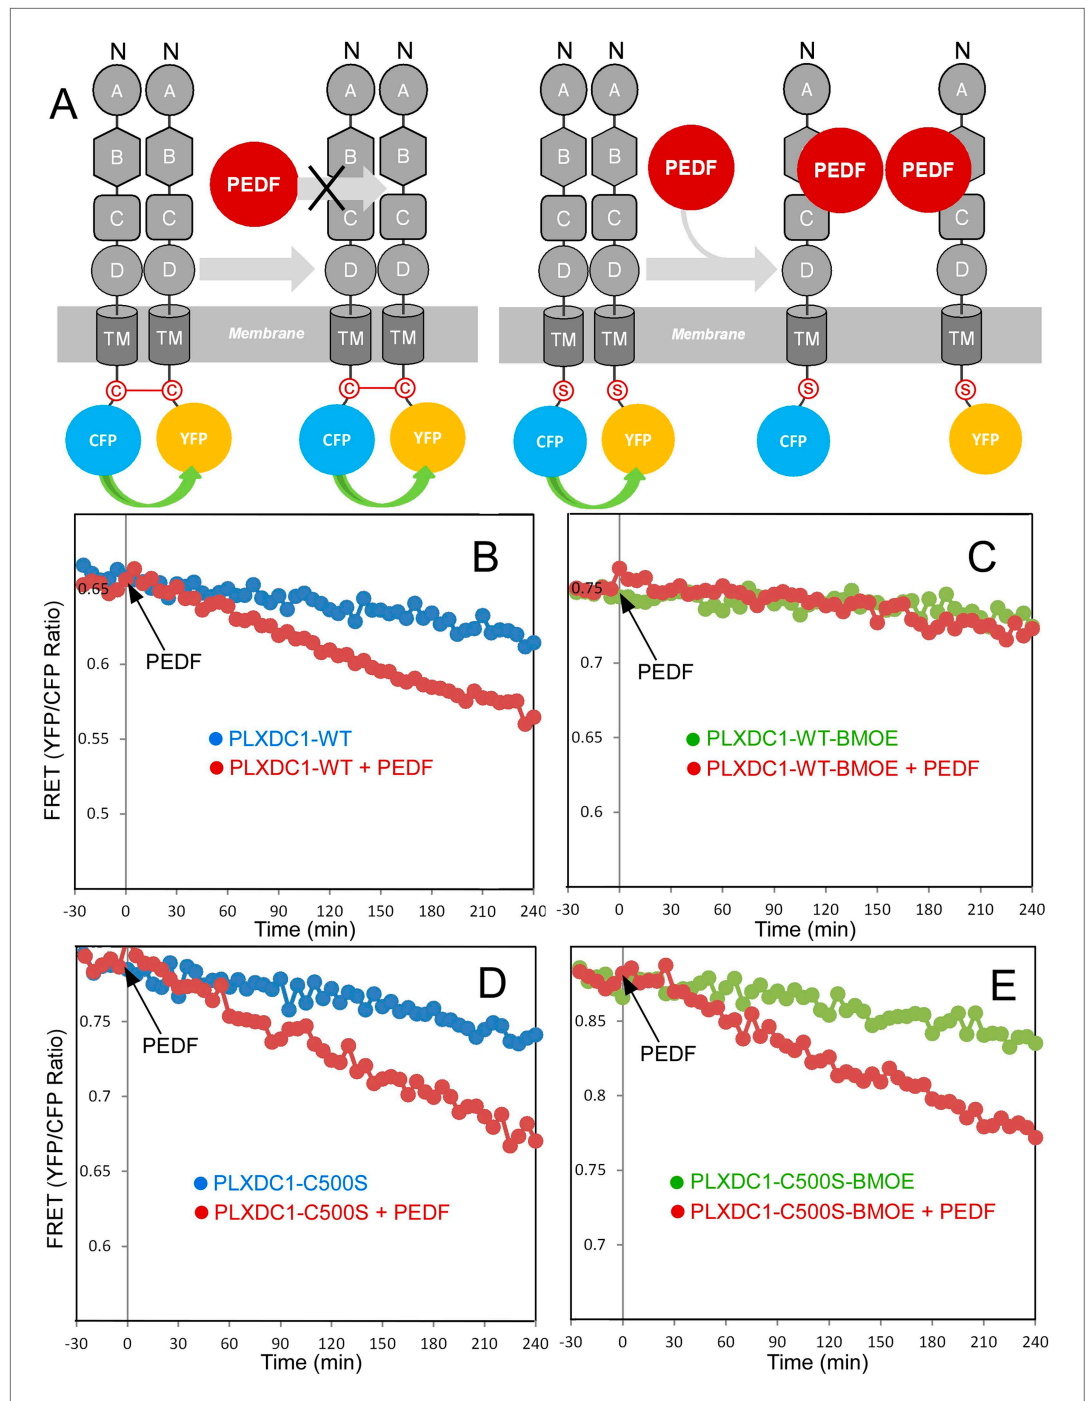 A
N N N N N N N N
A A A A A A A A
B B B B B B
C C C C C C C C
D D D D D D D D
PEDF PEDF PEDF PEDF
TM TM Membrane TM TM TM TM Membrane TM TM
C C C C S S S S
CFP YFP CFP YFP CFP YFP CFP YFP
B
FRET (YFP/CFP Ratio)
0.65
0.6
0.55
0.5
PEDF
PLXDC1-WT
PLXDC1-WT + PEDF
-30 0 30 60 90 120 150 180 210 240
Time (min)
C
0.75
0.7
0.65
0.6
PEDF
PLXDC1-WT-BMOE
PLXDC1-WT-BMOE + PEDF
-30 0 30 60 90 120 150 180 210 240
Time (min)
D
FRET (YFP/CFP Ratio)
0.75
0.7
0.65
0.6
PEDF
PLXDC1-C500S
PLXDC1-C500S + PEDF
-30 0 30 60 90 120 150 180 210 240
Time (min)
E
0.85
0.8
0.75
0.7
PEDF
PLXDC1-C500S-BMOE
PLXDC1-C500S-BMOE + PEDF
-30 0 30 60 90 120 150 180 210 240
Time (min)